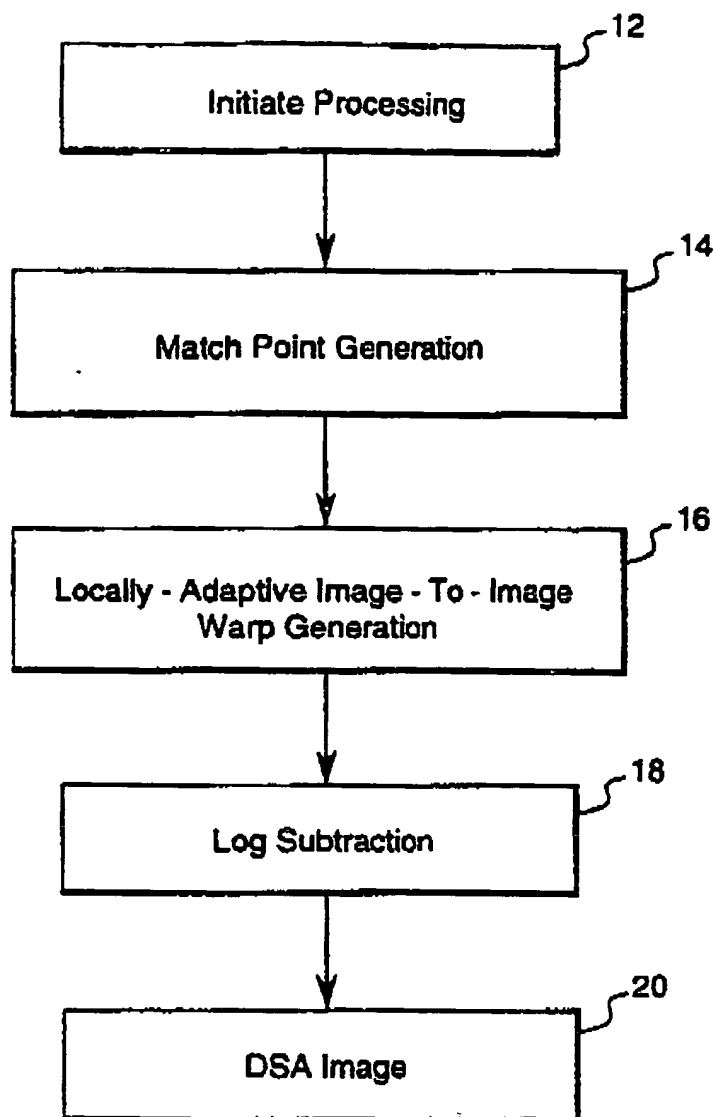 12
Initiate Processing
14
Match Point Generation
16
Locally - Adaptive Image - To - Image
Warp Generation
18
Log Subtraction
20
DSA Image